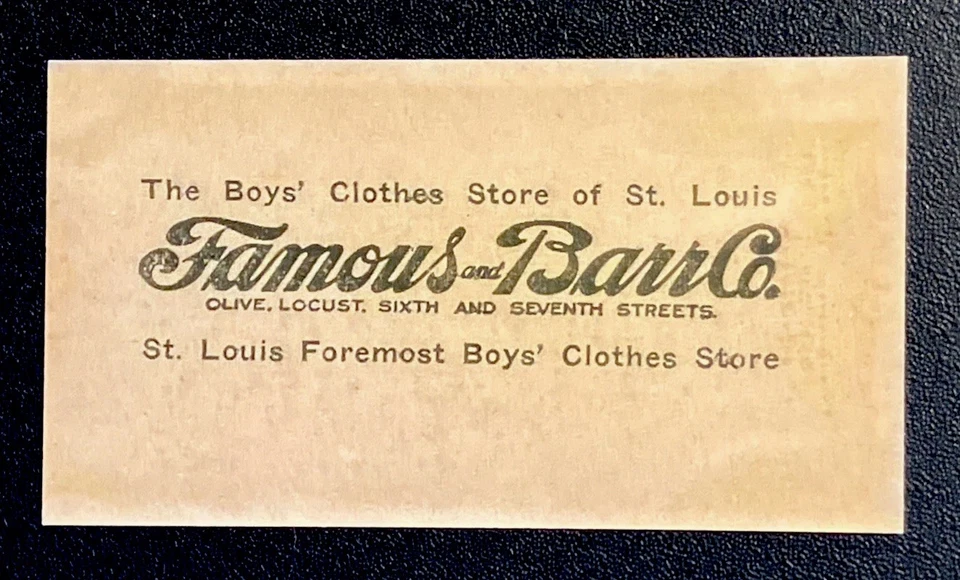 The Boys' Clothes Store of St. Louis
Famous and Barr Co.
OLIVE, LOCUST, SIXTH AND SEVENTH STREETS.
St. Louis Foremost Boys' Clothes Store